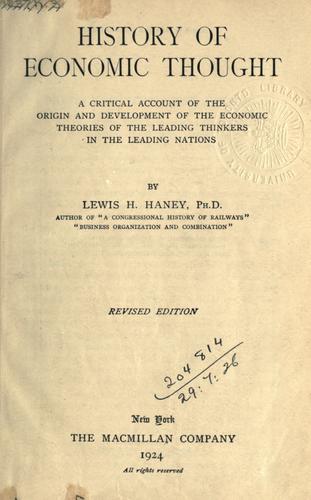 HISTORY OF
ECONOMIC THOUGHT
A CRITICAL ACCOUNT OF THE
ORIGIN AND DEVELOPMENT OF THE ECONOMIC
THEORIES OF THE LEADING THINKERS
IN THE LEADING NATIONS
BY
LEWIS H. HANEY, PH.D.
AUTHOR OF "A CONGRESSIONAL HISTORY OF RAILWAYS"
"BUSINESS ORGANIZATION AND COMBINATION"
REVISED EDITION
204814
29:7:26
New York
THE MACMILLAN COMPANY
1924
All rights reserved